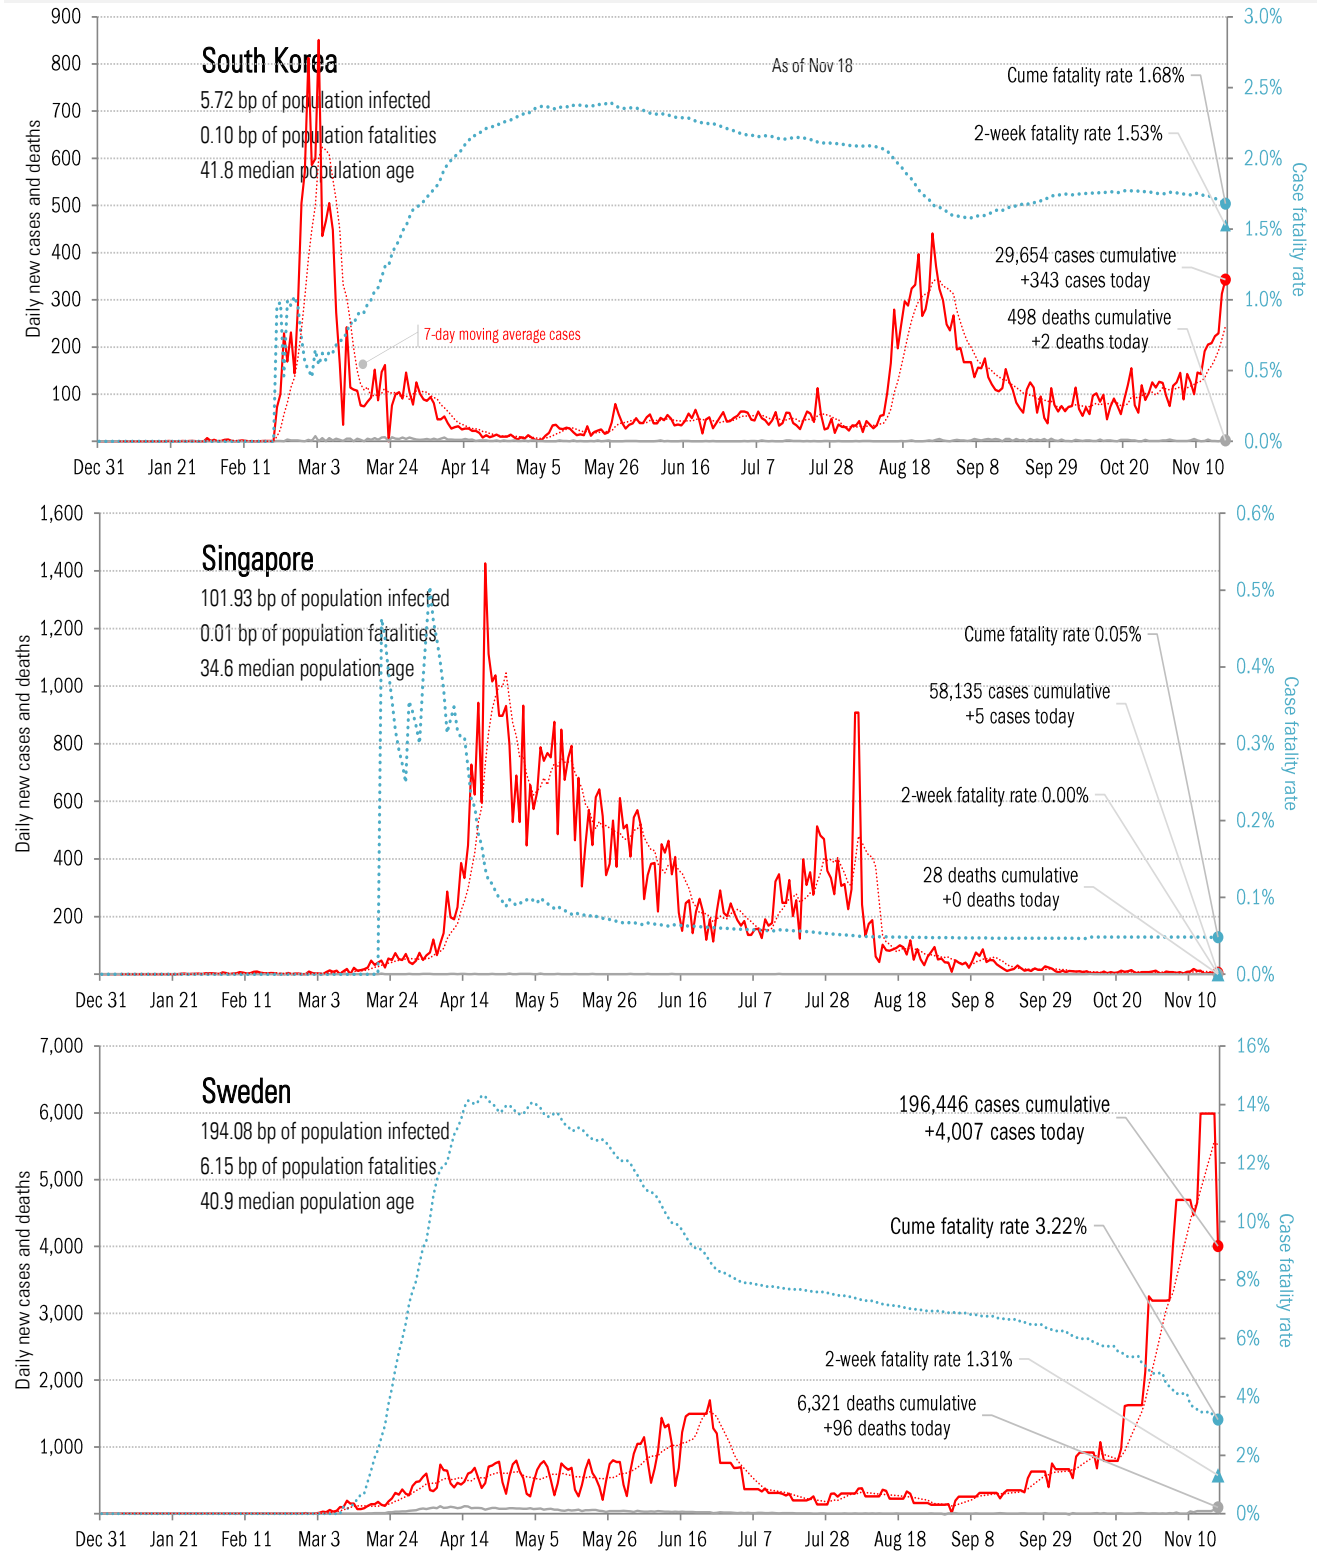 900
800
700
600
500
400
300
200
100
Daily new cases and deaths
South Korea
5.72 bp of population infected
0.10 bp of population fatalities
41.8 median population age
As of Nov 18
Cume fatality rate 1.68%
2-week fatality rate 1.53%
29,654 cases cumulative
+343 cases today
498 deaths cumulative
+2 deaths today
7-day moving average cases
3.0%
2.5%
2.0%
1.5%
1.0%
0.5%
0.0%
Case fatality rate
Dec 31 Jan 21 Feb 11 Mar 3 Mar 24 Apr 14 May 5 May 26 Jun 16 Jul 7 Jul 28 Aug 18 Sep 8 Sep 29 Oct 20 Nov 10
1,600
1,400
1,200
1,000
800
600
400
200
Daily new cases and deaths
Singapore
101.93 bp of population infected
0.01 bp of population fatalities
34.6 median population age
Cume fatality rate 0.05%
58,135 cases cumulative
+5 cases today
2-week fatality rate 0.00%
28 deaths cumulative
+0 deaths today
0.6%
0.5%
0.4%
0.3%
0.2%
0.1%
0.0%
Case fatality rate
Dec 31 Jan 21 Feb 11 Mar 3 Mar 24 Apr 14 May 5 May 26 Jun 16 Jul 7 Jul 28 Aug 18 Sep 8 Sep 29 Oct 20 Nov 10
7,000
6,000
5,000
4,000
3,000
2,000
1,000
Daily new cases and deaths
Sweden
194.08 bp of population infected
6.15 bp of population fatalities
40.9 median population age
196,446 cases cumulative
+4,007 cases today
Cume fatality rate 3.22%
2-week fatality rate 1.31%
6,321 deaths cumulative
+96 deaths today
16%
14%
12%
10%
8%
6%
4%
2%
0%
Case fatality rate
Dec 31 Jan 21 Feb 11 Mar 3 Mar 24 Apr 14 May 5 May 26 Jun 16 Jul 7 Jul 28 Aug 18 Sep 8 Sep 29 Oct 20 Nov 10